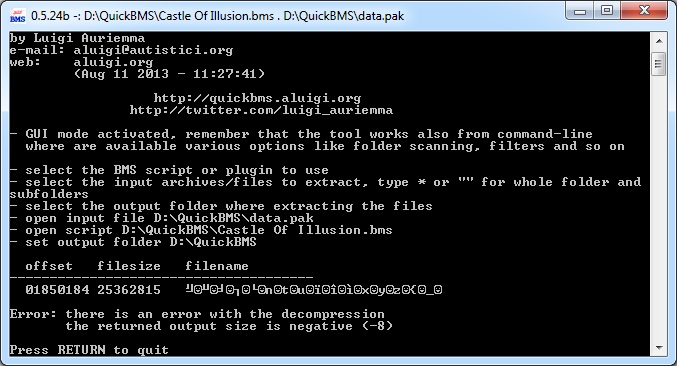 0.5.24b -: D:\QuickBMS\Castle Of Illusion.bms . D:\QuickBMS\data.pak
by Luigi Auriemma
e-mail: aluigi@autistici.org
web:    aluigi.org
        (Aug 11 2013 - 11:27:41)
http://quickbms.aluigi.org
http://twitter.com/luigi_auriemma
- GUI mode activated, remember that the tool works also from command-line
  where are available various options like folder scanning, filters and so on
- select the BMS script or plugin to use
- select the input archives/files to extract, type * or "" for whole folder and
subfolders
- select the output folder where extracting the files
- open input file D:\QuickBMS\data.pak
- open script D:\QuickBMS\Castle Of Illusion.bms
- set output folder D:\QuickBMS
  offset   filesize   filename
--------------------------------------
  01850184 25362815
Error: there is an error with the decompression
       the returned output size is negative (-8)
Press RETURN to quit